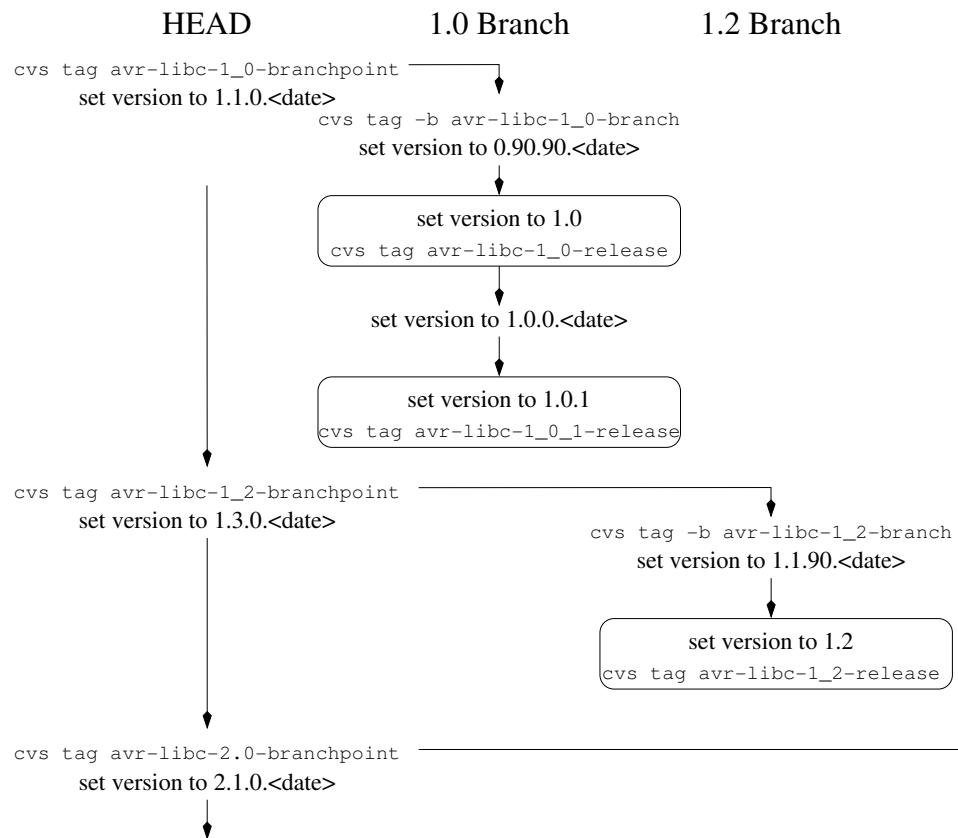 HEAD
1.0 Branch
1.2 Branch
cvs tag avr-libc-1_0-branchpoint
set version to 1.1.0.<date>
cvs tag -b avr-libc-1_0-branch
set version to 0.90.90.<date>
set version to 1.0
cvs tag avr-libc-1_0-release
set version to 1.0.0.<date>
set version to 1.0.1
cvs tag avr-libc-1_0_1-release
cvs tag avr-libc-1_2-branchpoint
set version to 1.3.0.<date>
cvs tag -b avr-libc-1_2-branch
set version to 1.1.90.<date>
set version to 1.2
cvs tag avr-libc-1_2-release
cvs tag avr-libc-2.0-branchpoint
set version to 2.1.0.<date>